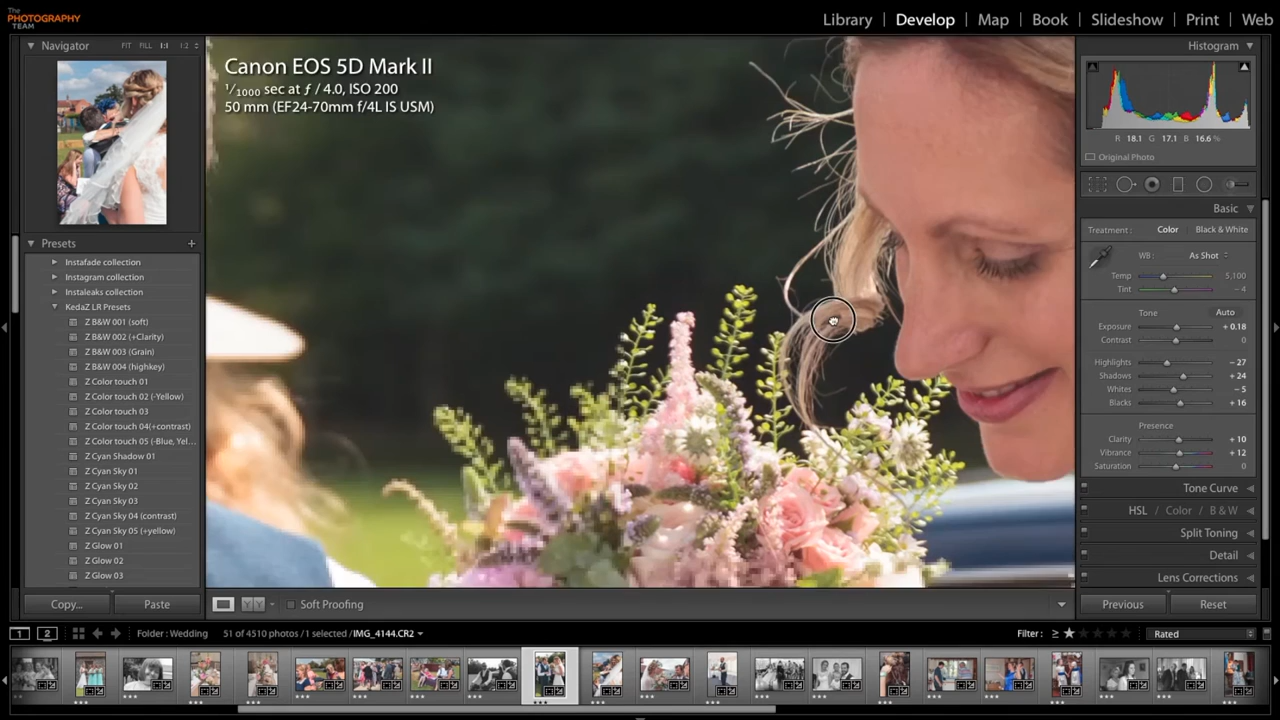 The
PHOTOGRAPHY
TEAM
Library | Develop | Map | Book | Slideshow | Print | Web
Navigator FIT FILL 1:1 1:2
Canon EOS 5D Mark II
1/1000 sec at ƒ / 4.0, ISO 200
50 mm (EF24-70mm f/4L IS USM)
Presets +
Instafade collection
Instagram collection
Instaleaks collection
KedaZ LR Presets
Z B&W 001 (soft)
Z B&W 002 (+Clarity)
Z B&W 003 (Grain)
Z B&W 004 (highkey)
Z Color touch 01
Z Color touch 02 (-Yellow)
Z Color touch 03
Z Color touch 04(+contrast)
Z Color touch 05 (-Blue, Yel...
Z Cyan Shadow 01
Z Cyan Sky 01
Z Cyan Sky 02
Z Cyan Sky 03
Z Cyan Sky 04 (contrast)
Z Cyan Sky 05 (+yellow)
Z Glow 01
Z Glow 02
Z Glow 03
Copy... Paste
Histogram
R 18.1 G 17.1 B 16.6 %
Original Photo
Basic
Treatment : Color Black & White
WB : As Shot
Temp 5,100
Tint – 4
Tone Auto
Exposure + 0.18
Contrast 0
Highlights – 27
Shadows + 24
Whites – 5
Blacks + 16
Presence
Clarity + 10
Vibrance + 12
Saturation 0
Tone Curve
HSL / Color / B & W
Split Toning
Detail
Lens Corrections
Previous Reset
YY Soft Proofing
1 2 Folder : Wedding 51 of 4510 photos / 1 selected / IMG_4144.CR2 Filter : ≥ ★ ★ ★ ★ ★ Rated